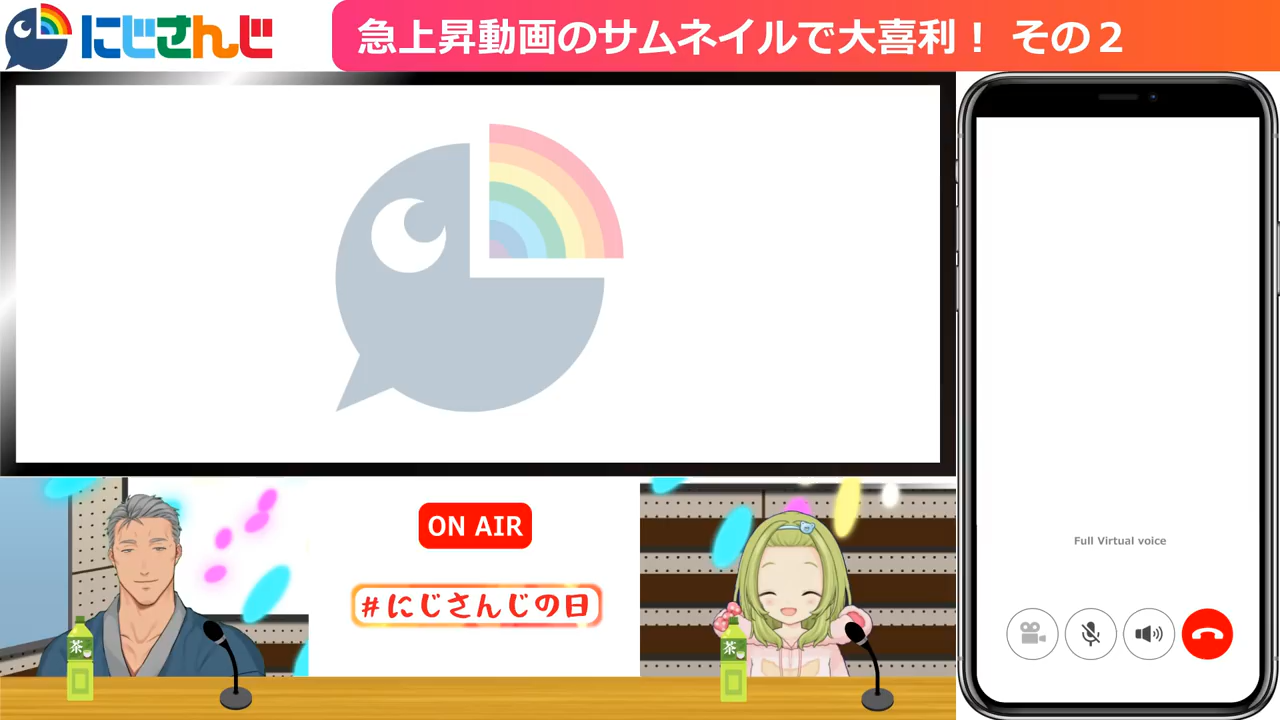 にじさんじ
急上昇動画のサムネイルで大喜利！ その２
ON AIR
#にじさんじの日
茶
茶
Full Virtual voice